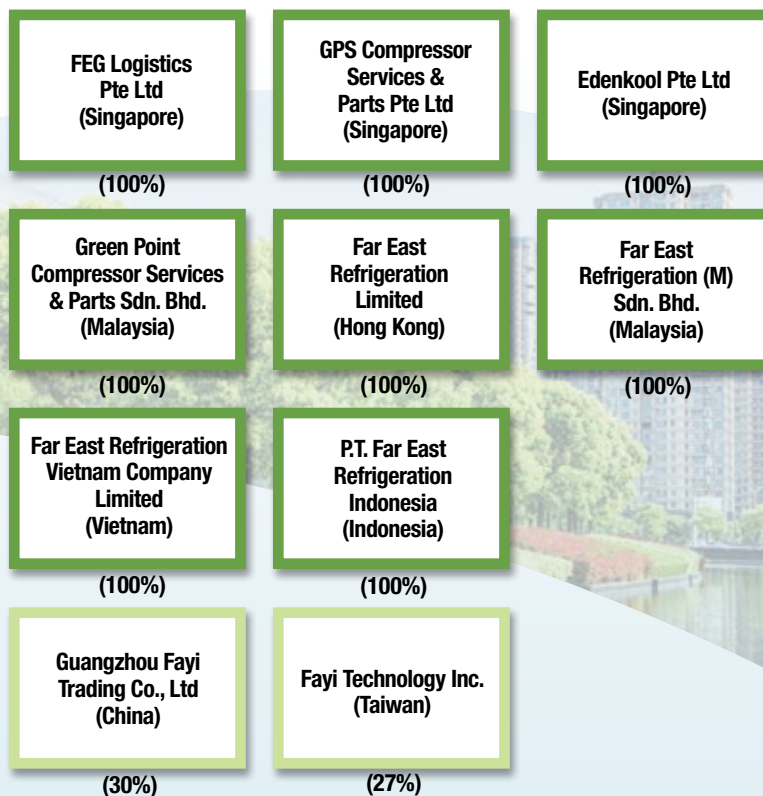 FEG Logistics
Pte Ltd
(Singapore)
(100%)
GPS Compressor
Services &
Parts Pte Ltd
(Singapore)
(100%)
Edenkool Pte Ltd
(Singapore)
(100%)
Green Point
Compressor Services
& Parts Sdn. Bhd.
(Malaysia)
(100%)
Far East
Refrigeration
Limited
(Hong Kong)
(100%)
Far East
Refrigeration (M)
Sdn. Bhd.
(Malaysia)
(100%)
Far East Refrigeration
Vietnam Company
Limited
(Vietnam)
(100%)
P.T. Far East
Refrigeration
Indonesia
(Indonesia)
(100%)
Guangzhou Fayi
Trading Co., Ltd
(China)
(30%)
Fayi Technology Inc.
(Taiwan)
(27%)